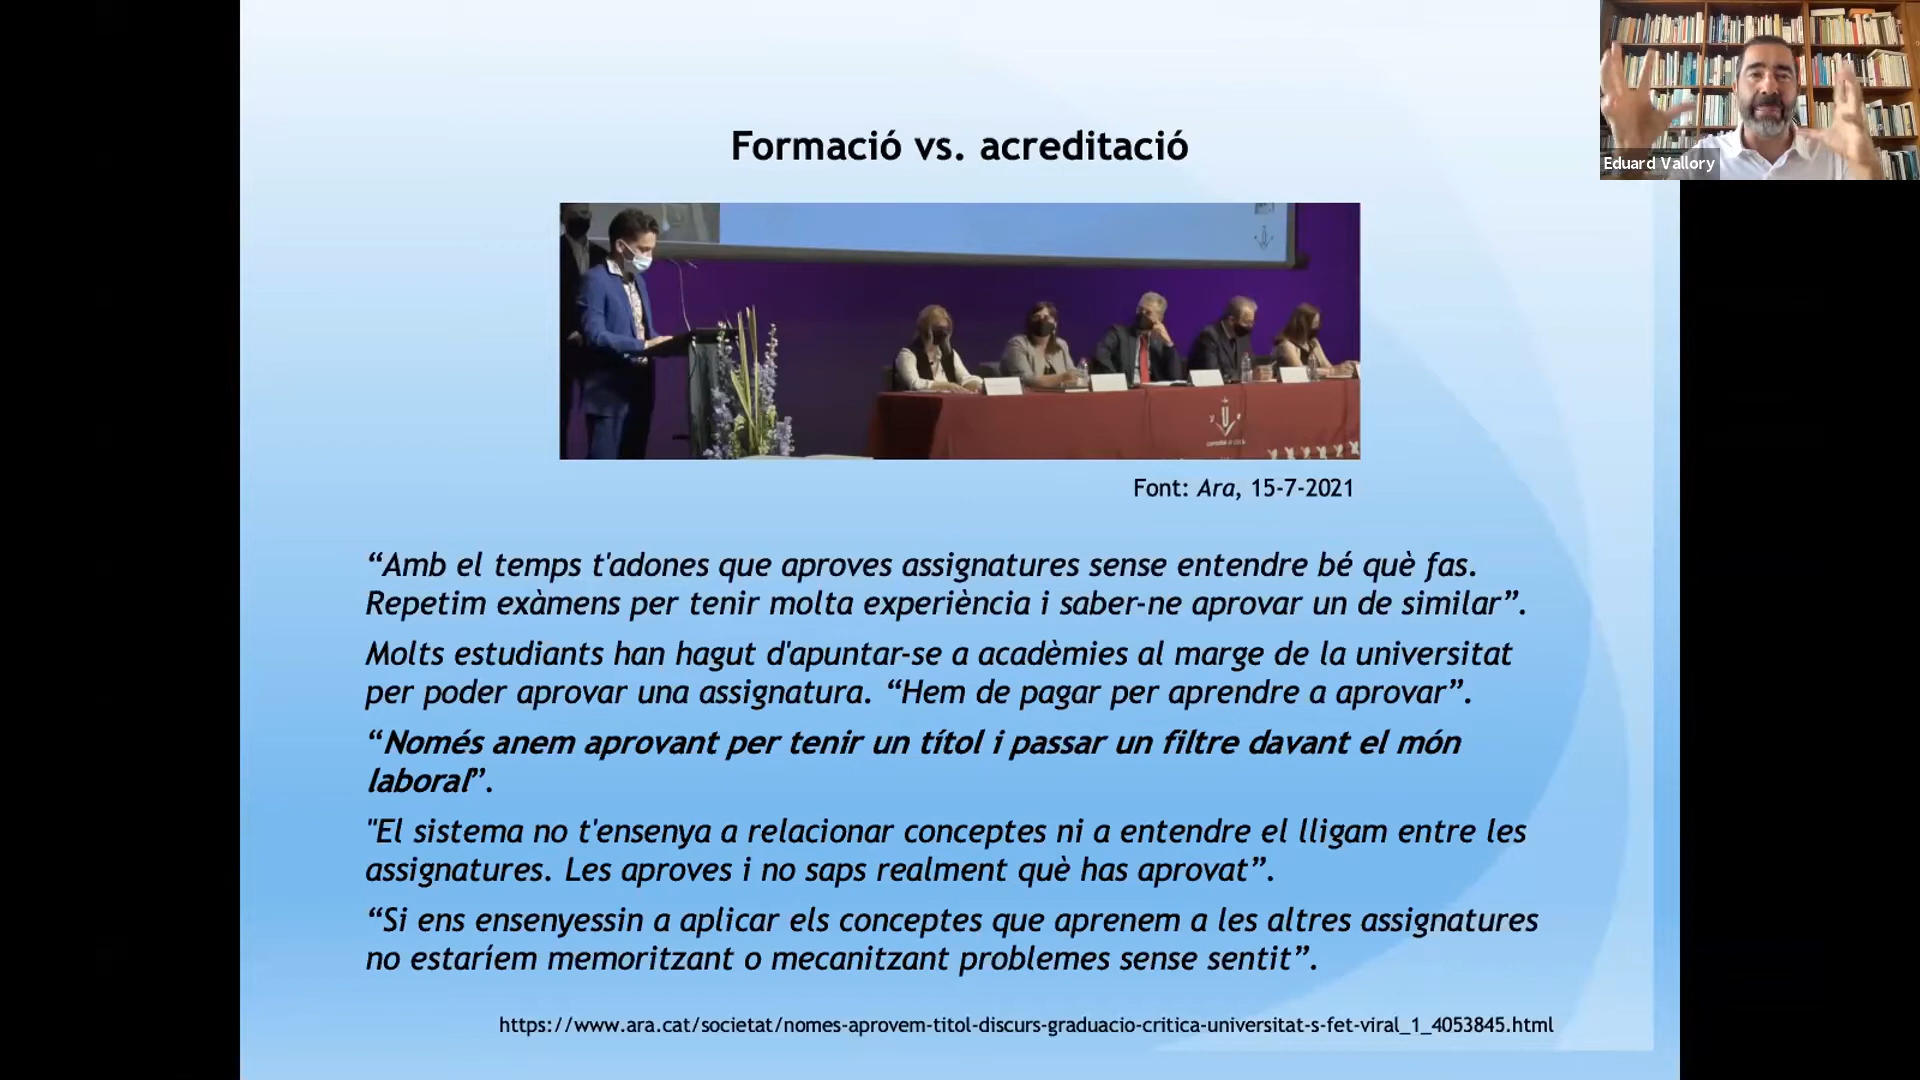 Formació vs. acreditació
Eduard Vallory
Font: Ara, 15-7-2021
“Amb el temps t'adones que aproves assignatures sense entendre bé què fas.
Repetim exàmens per tenir molta experiència i saber-ne aprovar un de similar”.
Molts estudiants han hagut d'apuntar-se a acadèmies al marge de la universitat
per poder aprovar una assignatura. “Hem de pagar per aprendre a aprovar”.
“Només anem aprovant per tenir un títol i passar un filtre davant el món
laboral”.
"El sistema no t'ensenya a relacionar conceptes ni a entendre el lligam entre les
assignatures. Les aproves i no saps realment què has aprovat”.
“Si ens ensenyessin a aplicar els conceptes que aprenem a les altres assignatures
no estaríem memoritzant o mecanitzant problemes sense sentit”.
https://www.ara.cat/societat/nomes-aprovem-titol-discurs-graduacio-critica-universitat-s-fet-viral_1_4053845.html